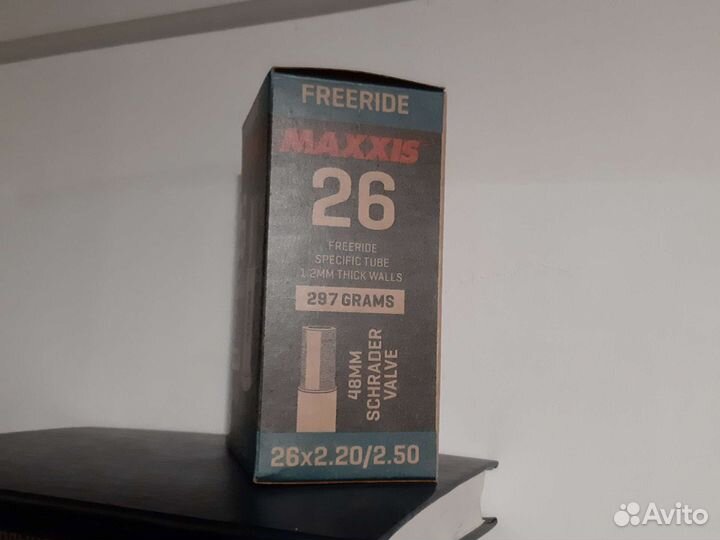 FREERIDE
MAXXIS
26
FREERIDE
SPECIFIC TUBE
1.2MM THICK WALLS
297 GRAMS
48MM
SCHRADER
VALVE
26x2.20/2.50
Avito